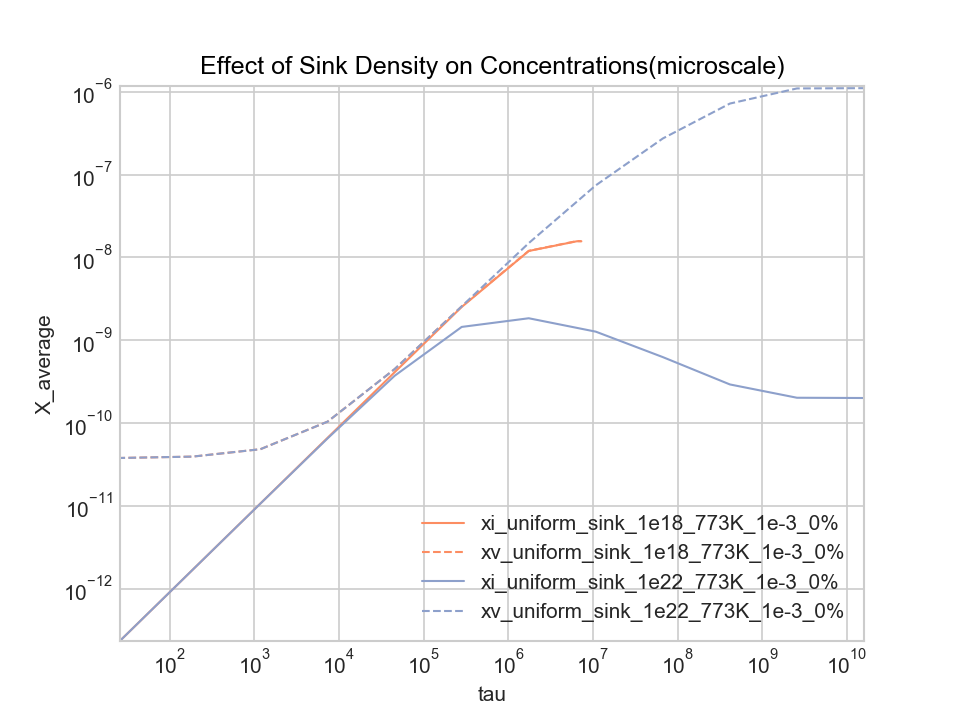 Effect of Sink Density on Concentrations(microscale)
10^-6
10^-7
10^-8
10^-9
10^-10
10^-11
10^-12
X_average
xi_uniform_sink_1e18_773K_1e-3_0%
xv_uniform_sink_1e18_773K_1e-3_0%
xi_uniform_sink_1e22_773K_1e-3_0%
xv_uniform_sink_1e22_773K_1e-3_0%
10^2 10^3 10^4 10^5 10^6 10^7 10^8 10^9 10^10
tau